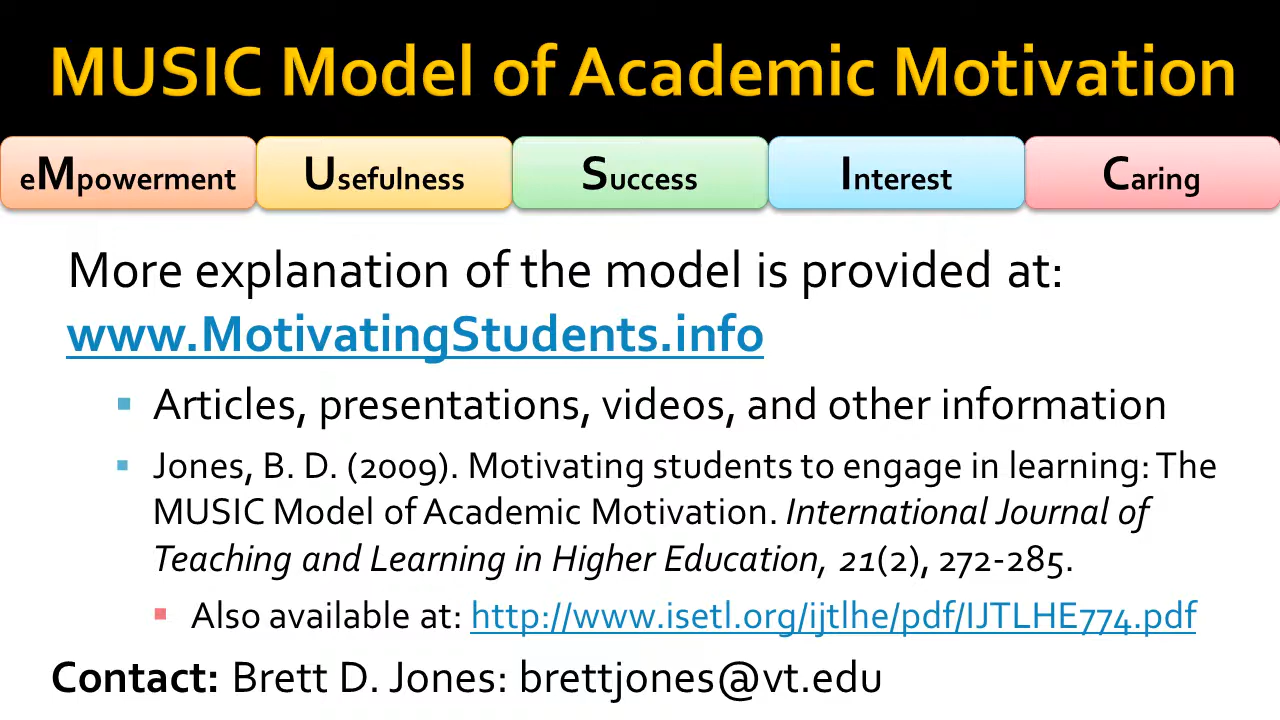 MUSIC Model of Academic Motivation
eMpowerment Usefulness Success Interest Caring
More explanation of the model is provided at:
www.MotivatingStudents.info
▪ Articles, presentations, videos, and other information
▪ Jones, B. D. (2009). Motivating students to engage in learning: The
MUSIC Model of Academic Motivation. International Journal of
Teaching and Learning in Higher Education, 21(2), 272-285.
▪ Also available at: http://www.isetl.org/ijtlhe/pdf/IJTLHE774.pdf
Contact: Brett D. Jones: brettjones@vt.edu